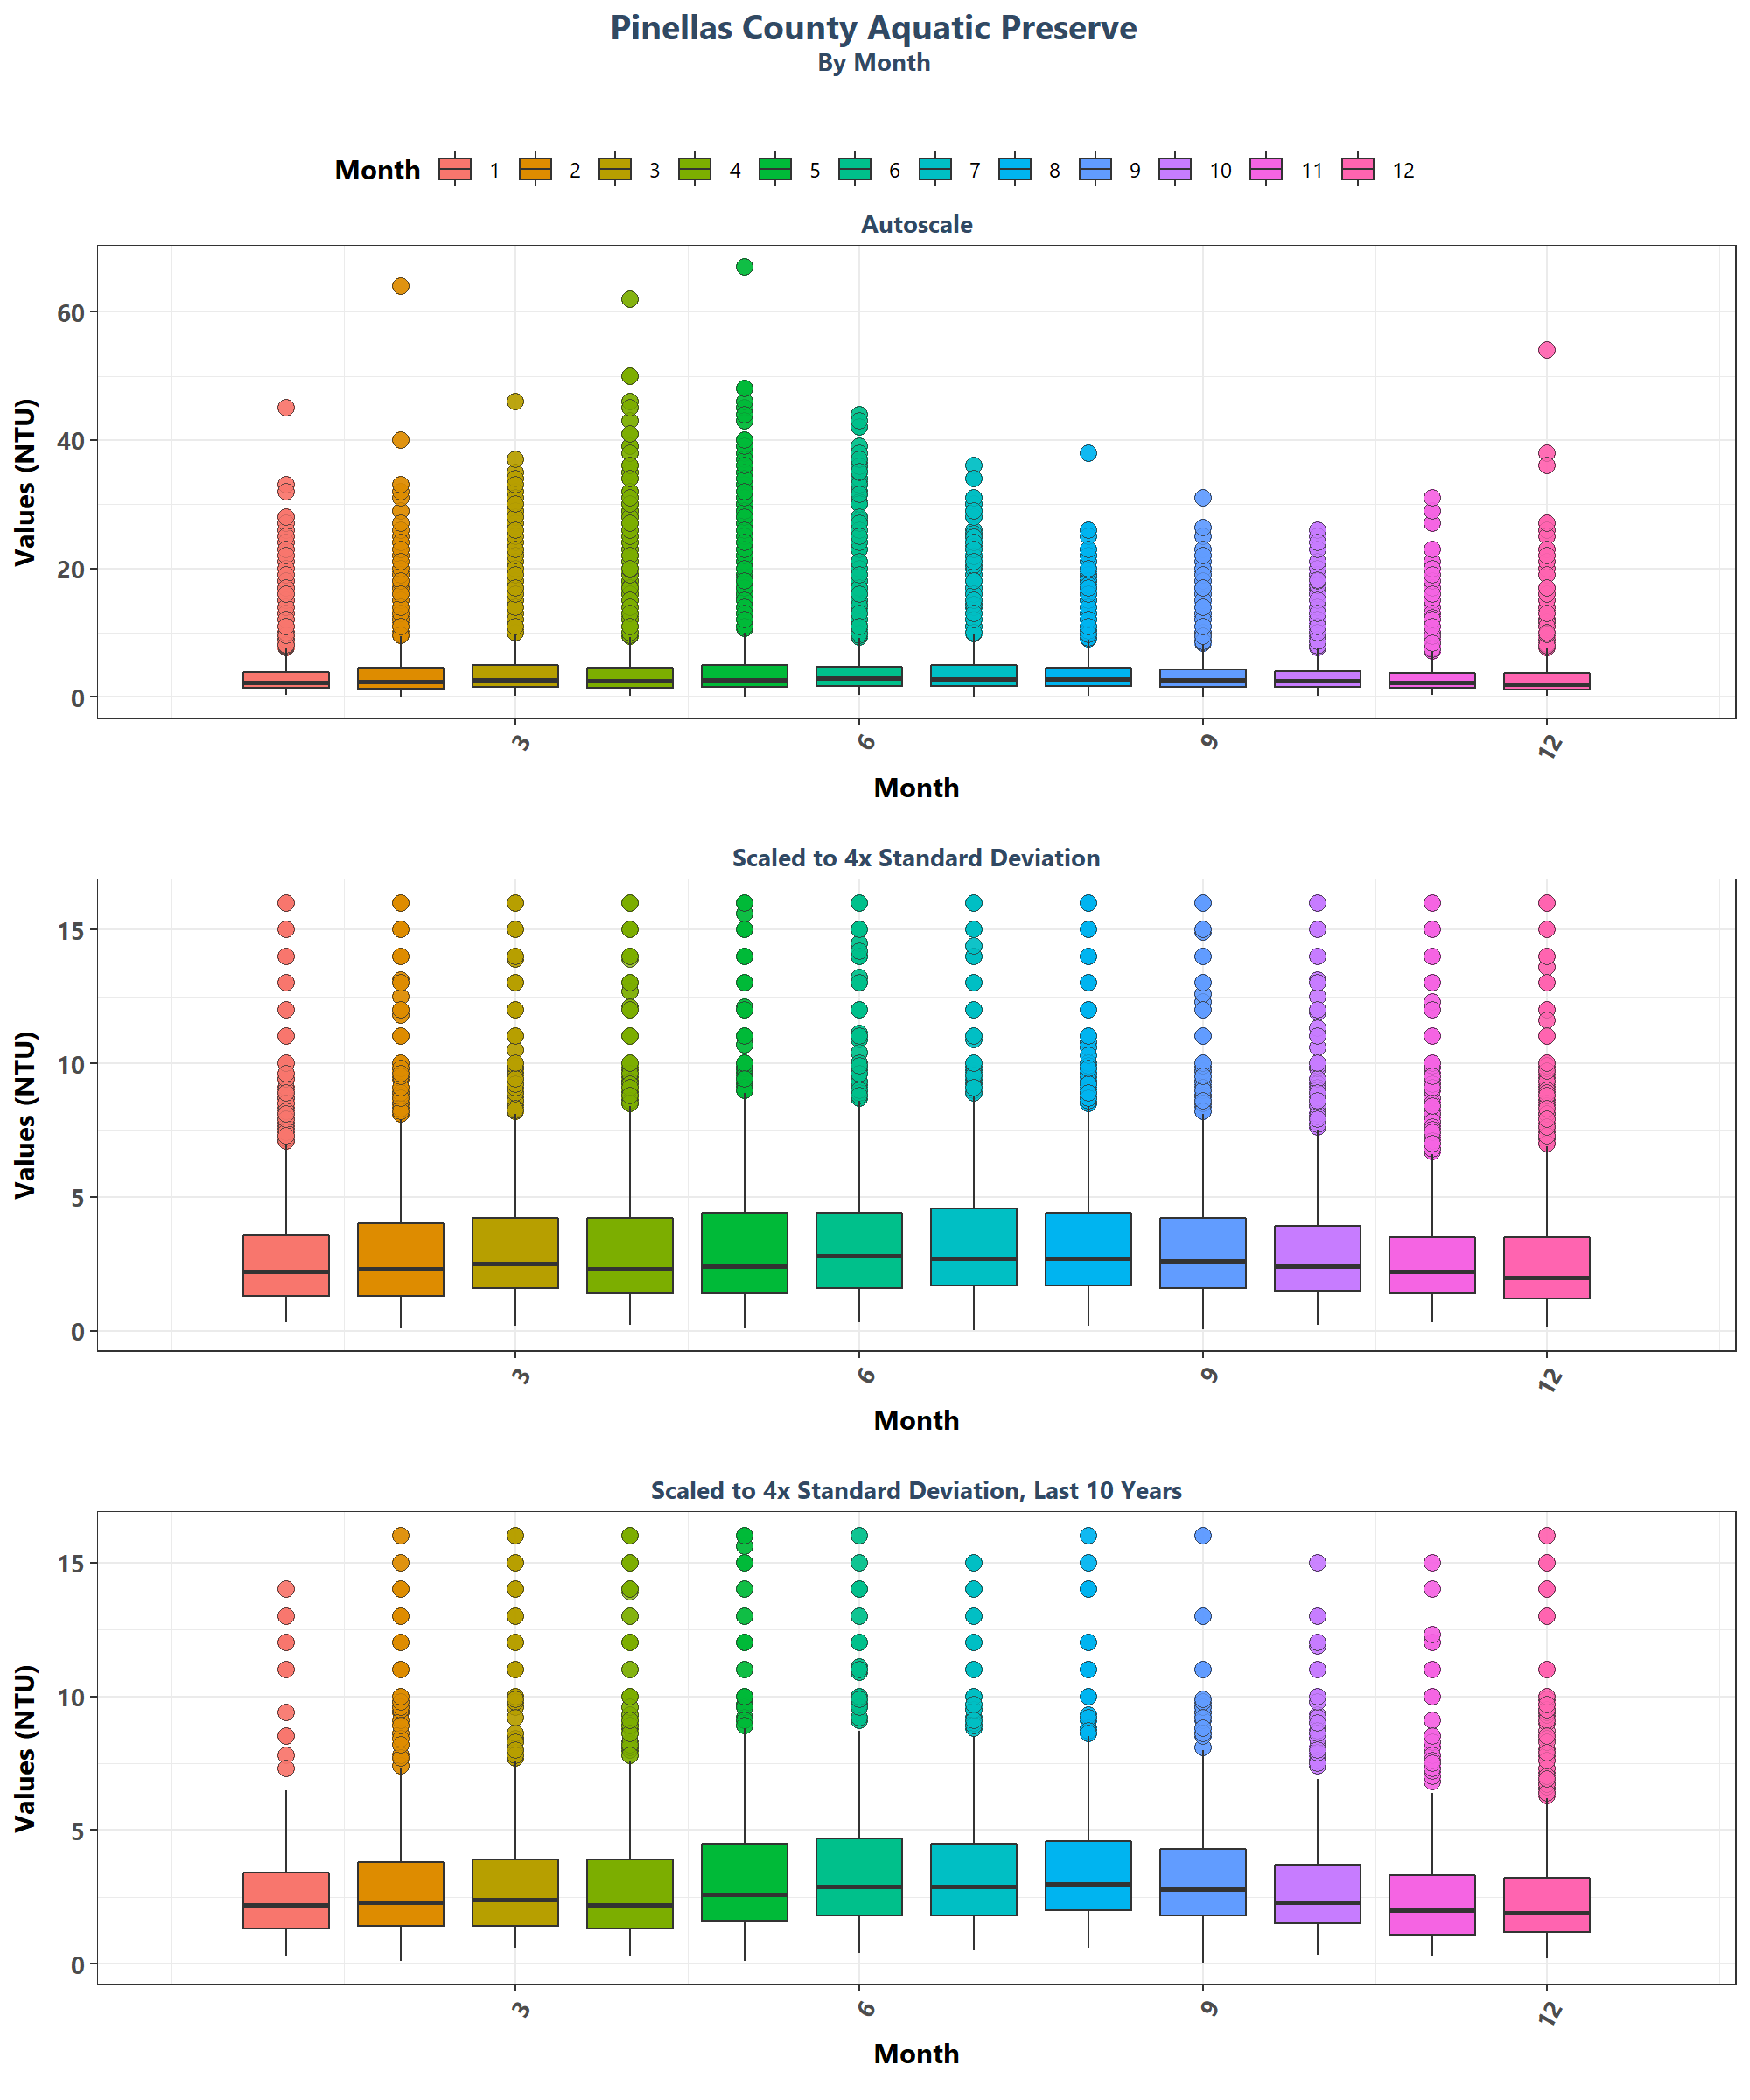 Pinellas County Aquatic Preserve
By Month
Month 1 2 3 4 5 6 7 8 9 10 11 12
Autoscale
Values (NTU)
60
40
20
0
3 6 9 12
Month
Scaled to 4x Standard Deviation
Values (NTU)
15
10
5
0
3 6 9 12
Month
Scaled to 4x Standard Deviation, Last 10 Years
Values (NTU)
15
10
5
0
3 6 9 12
Month